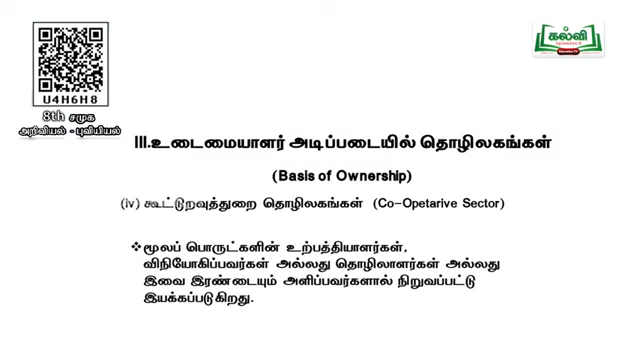 கல்வி
U4H6H8
8th சமூக
அறிவியல் - புவியியல்
III.உடைமையாளர் அடிப்படையில் தொழிலகங்கள்
(Basis of Ownership)
(iv) கூட்டுறவுத்துறை தொழிலகங்கள் (Co-Opetarive Sector)
❖மூலப் பொருட்களின் உற்பத்தியாளர்கள்,
வினியோகிப்பவர்கள் அல்லது தொழிலாளர்கள் அல்லது
இவை இரண்டையும் அளிப்பவர்களால் நிறுவப்பட்டு
இயக்கப்படுகிறது.